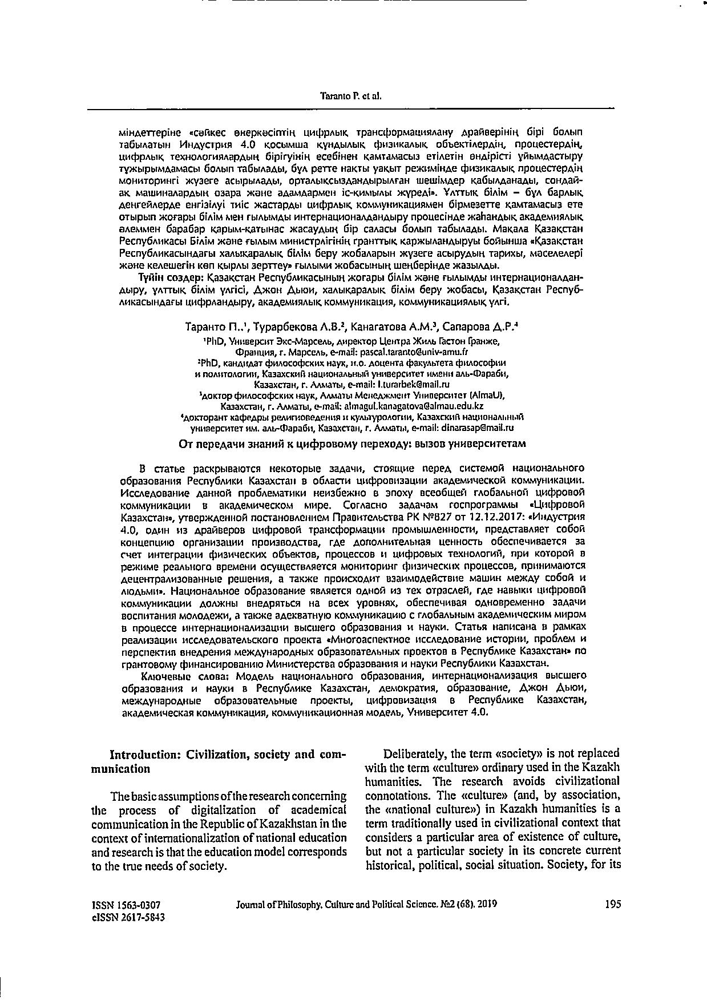 Taranto P. et al.
міндеттеріне «сәйкес өнеркәсіптің цифрлық трансформациялану драйверінің бірі болып
табылатын Индустрия 4.0 қосымша құндылық физикалық объектілердің, процестердің,
цифрлық технологиялардың бірігуінің есебінен қамтамасыз етілетін өндірісті ұйымдастыру
тұжырымдамасы болып табылады, бұл ретте нақты уақыт режимінде физикалық процестердің
мониторингі жүзеге асырылады, орталықсыздандырылған шешімдер қабылданады, сондай-
ақ машиналардың өзара және адамдармен іс-қимылы жүреді». Ұлттық білім – бұл барлық
деңгейлерде енгізілуі тиіс жастарды цифрлық коммуникациямен бірмезетте қамтамасыз ете
отырып жоғары білім мен ғылымды интернационалдандыру процесінде жаһандық академиялық
әлеммен барабар қарым-қатынас жасаудың бір саласы болып табылады. Мақала Қазақстан
Республикасы Білім және ғылым министрлігінің гранттық қаржыландыруы бойынша «Қазақстан
Республикасындағы халықаралық білім беру жобаларын жүзеге асырудың тарихы, мәселелері
және келешегін көп қырлы зерттеу» ғылыми жобасының шеңберінде жазылды.
Түйін создер: Қазақстан Республикасының жоғары білім және ғылымды интернационалдан-
дыру, ұлттық білім үлгісі, Джон Дьюи, халықаралық білім беру жобасы, Қазақстан Респуб-
ликасындағы цифрландыру, академиялық коммуникация, коммуникациялық үлгі.
Таранто П..¹, Турарбекова Л.В.², Канагатова А.М.³, Сапарова Д.Р.⁴
¹PhD, Университ Экс-Марсель, директор Центра Жиль Гастон Гранже,
Франция, г. Марсель, e-mail: pascal.taranto@univ-amu.fr
²PhD, кандидат философских наук, и.о. доцента факультета философии
и политологии, Казахский национальный университет имени аль-Фараби,
Казахстан, г. Алматы, e-mail: l.turarbek@mail.ru
³доктор философских наук, Алматы Менеджмент Университет (AlmaU),
Казахстан, г. Алматы, e-mail: almagul.kanagatova@almau.edu.kz
⁴докторант кафедры религиоведения и культурологии, Казахский национальный
университет им. аль-Фараби, Казахстан, г. Алматы, e-mail: dinarasap@mail.ru
От передачи знаний к цифровому переходу: вызов университетам
В статье раскрываются некоторые задачи, стоящие перед системой национального
образования Республики Казахстан в области цифровизации академической коммуникации.
Исследование данной проблематики неизбежно в эпоху всеобщей глобальной цифровой
коммуникации в академическом мире. Согласно задачам госпрограммы «Цифровой
Казахстан», утвержденной постановлением Правительства РК №827 от 12.12.2017: «Индустрия
4.0, один из драйверов цифровой трансформации промышленности, представляет собой
концепцию организации производства, где дополнительная ценность обеспечивается за
счет интеграции физических объектов, процессов и цифровых технологий, при которой в
режиме реального времени осуществляется мониторинг физических процессов, принимаются
децентрализованные решения, а также происходит взаимодействие машин между собой и
людьми». Национальное образование является одной из тех отраслей, где навыки цифровой
коммуникации должны внедряться на всех уровнях, обеспечивая одновременно задачи
воспитания молодежи, а также адекватную коммуникацию с глобальным академическим миром
в процессе интернационализации высшего образования и науки. Статья написана в рамках
реализации исследовательского проекта «Многоаспектное исследование истории, проблем и
перспектив внедрения международных образовательных проектов в Республике Казахстан» по
грантовому финансированию Министерства образования и науки Республики Казахстан.
Ключевые слова: Модель национального образования, интернационализация высшего
образования и науки в Республике Казахстан, демократия, образование, Джон Дьюи,
международные образовательные проекты, цифровизация в Республике Казахстан,
академическая коммуникация, коммуникационная модель, Университет 4.0.
Introduction: Civilization, society and com-
munication
The basic assumptions of the research concerning
the process of digitalization of academical
communication in the Republic of Kazakhstan in the
context of internationalization of national education
and research is that the education model corresponds
to the true needs of society.
Deliberately, the term «society» is not replaced
with the term «culture» ordinary used in the Kazakh
humanities. The research avoids civilizational
connotations. The «culture» (and, by association,
the «national culture») in Kazakh humanities is a
term traditionally used in civilizational context that
considers a particular area of existence of culture,
but not a particular society in its concrete current
historical, political, social situation. Society, for its
ISSN 1563-0307
eISSN 2617-5843
Journal of Philosophy, Culture and Political Science. №2 (68). 2019
195